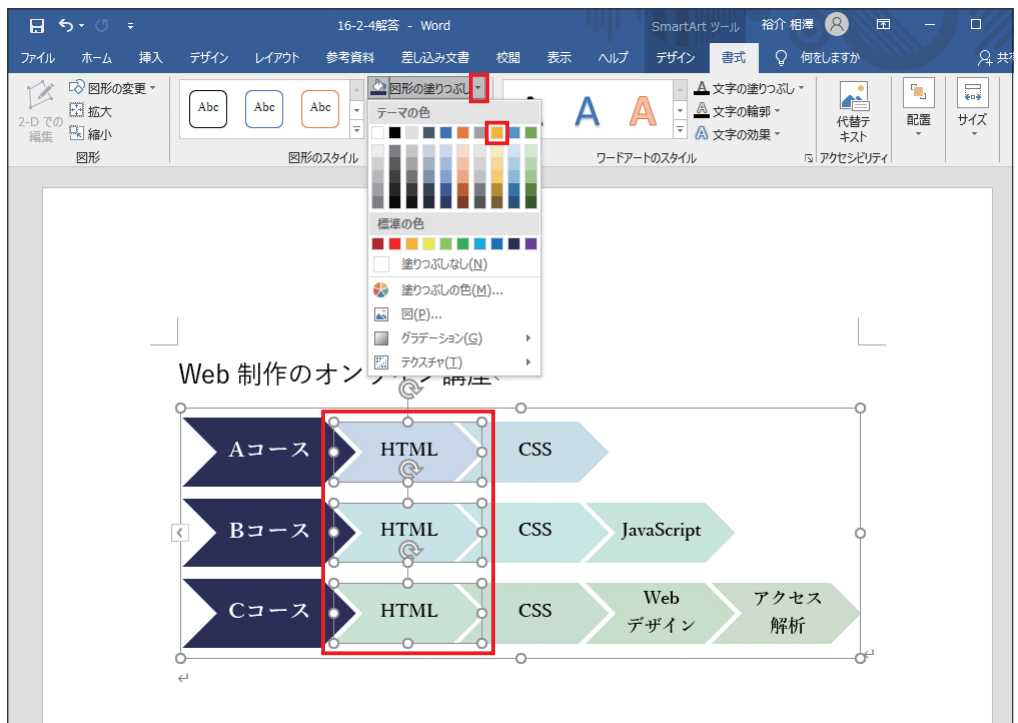 16-2-4解答 - Word
SmartArt ツール
裕介 相澤
ファイル ホーム 挿入 デザイン レイアウト 参考資料 差し込み文書 校閲 表示 ヘルプ デザイン 書式 何をしますか 共有
2-D での
編集
図形の変更
拡大
縮小
図形
Abc Abc Abc
図形のスタイル
図形の塗りつぶし
テーマの色
標準の色
塗りつぶしなし(N)
塗りつぶしの色(M)...
図(P)...
グラデーション(G)
テクスチャ(T)
A A
ワードアートのスタイル
A 文字の塗りつぶし
A 文字の輪郭
A 文字の効果
代替テ
キスト
アクセシビリティ
配置
サイズ
Web 制作のオンライン講座
Aコース HTML CSS
Bコース HTML CSS JavaScript
Cコース HTML CSS Web
デザイン アクセス
解析